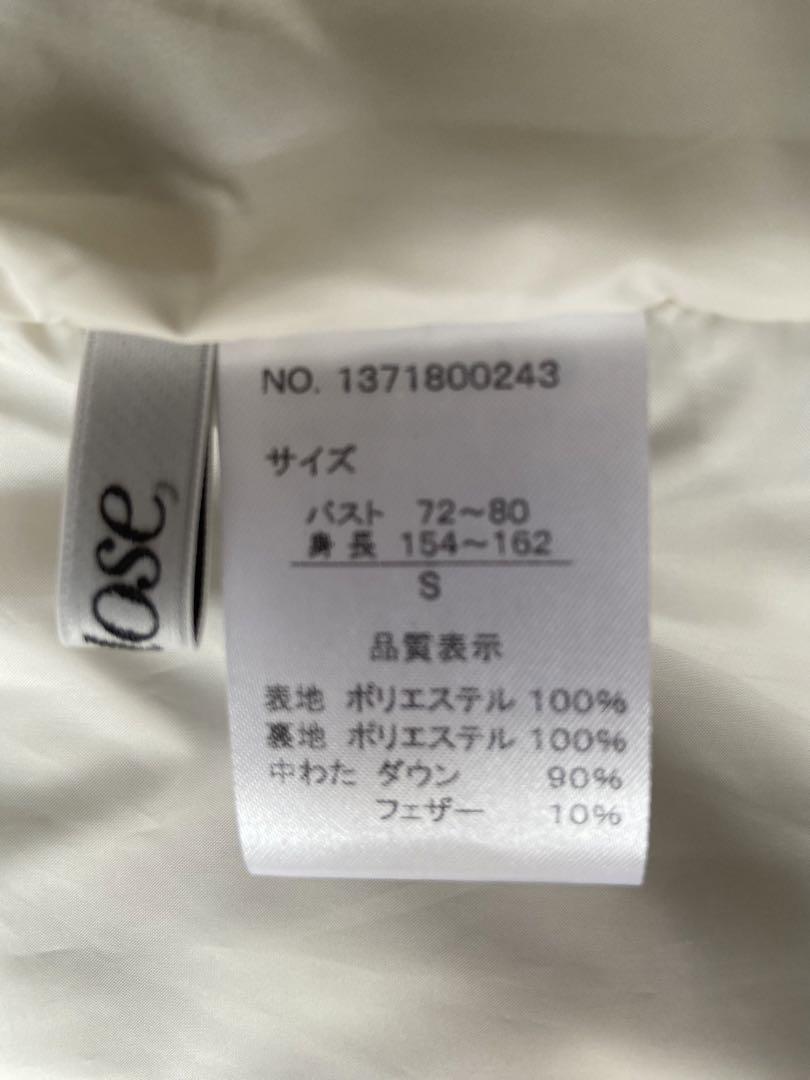 NO. 1371800243
サイズ
バスト 72～80
身長 154～162
S
品質表示
表地 ポリエステル 100%
裏地 ポリエステル 100%
中わた ダウン 90%
フェザー 10%